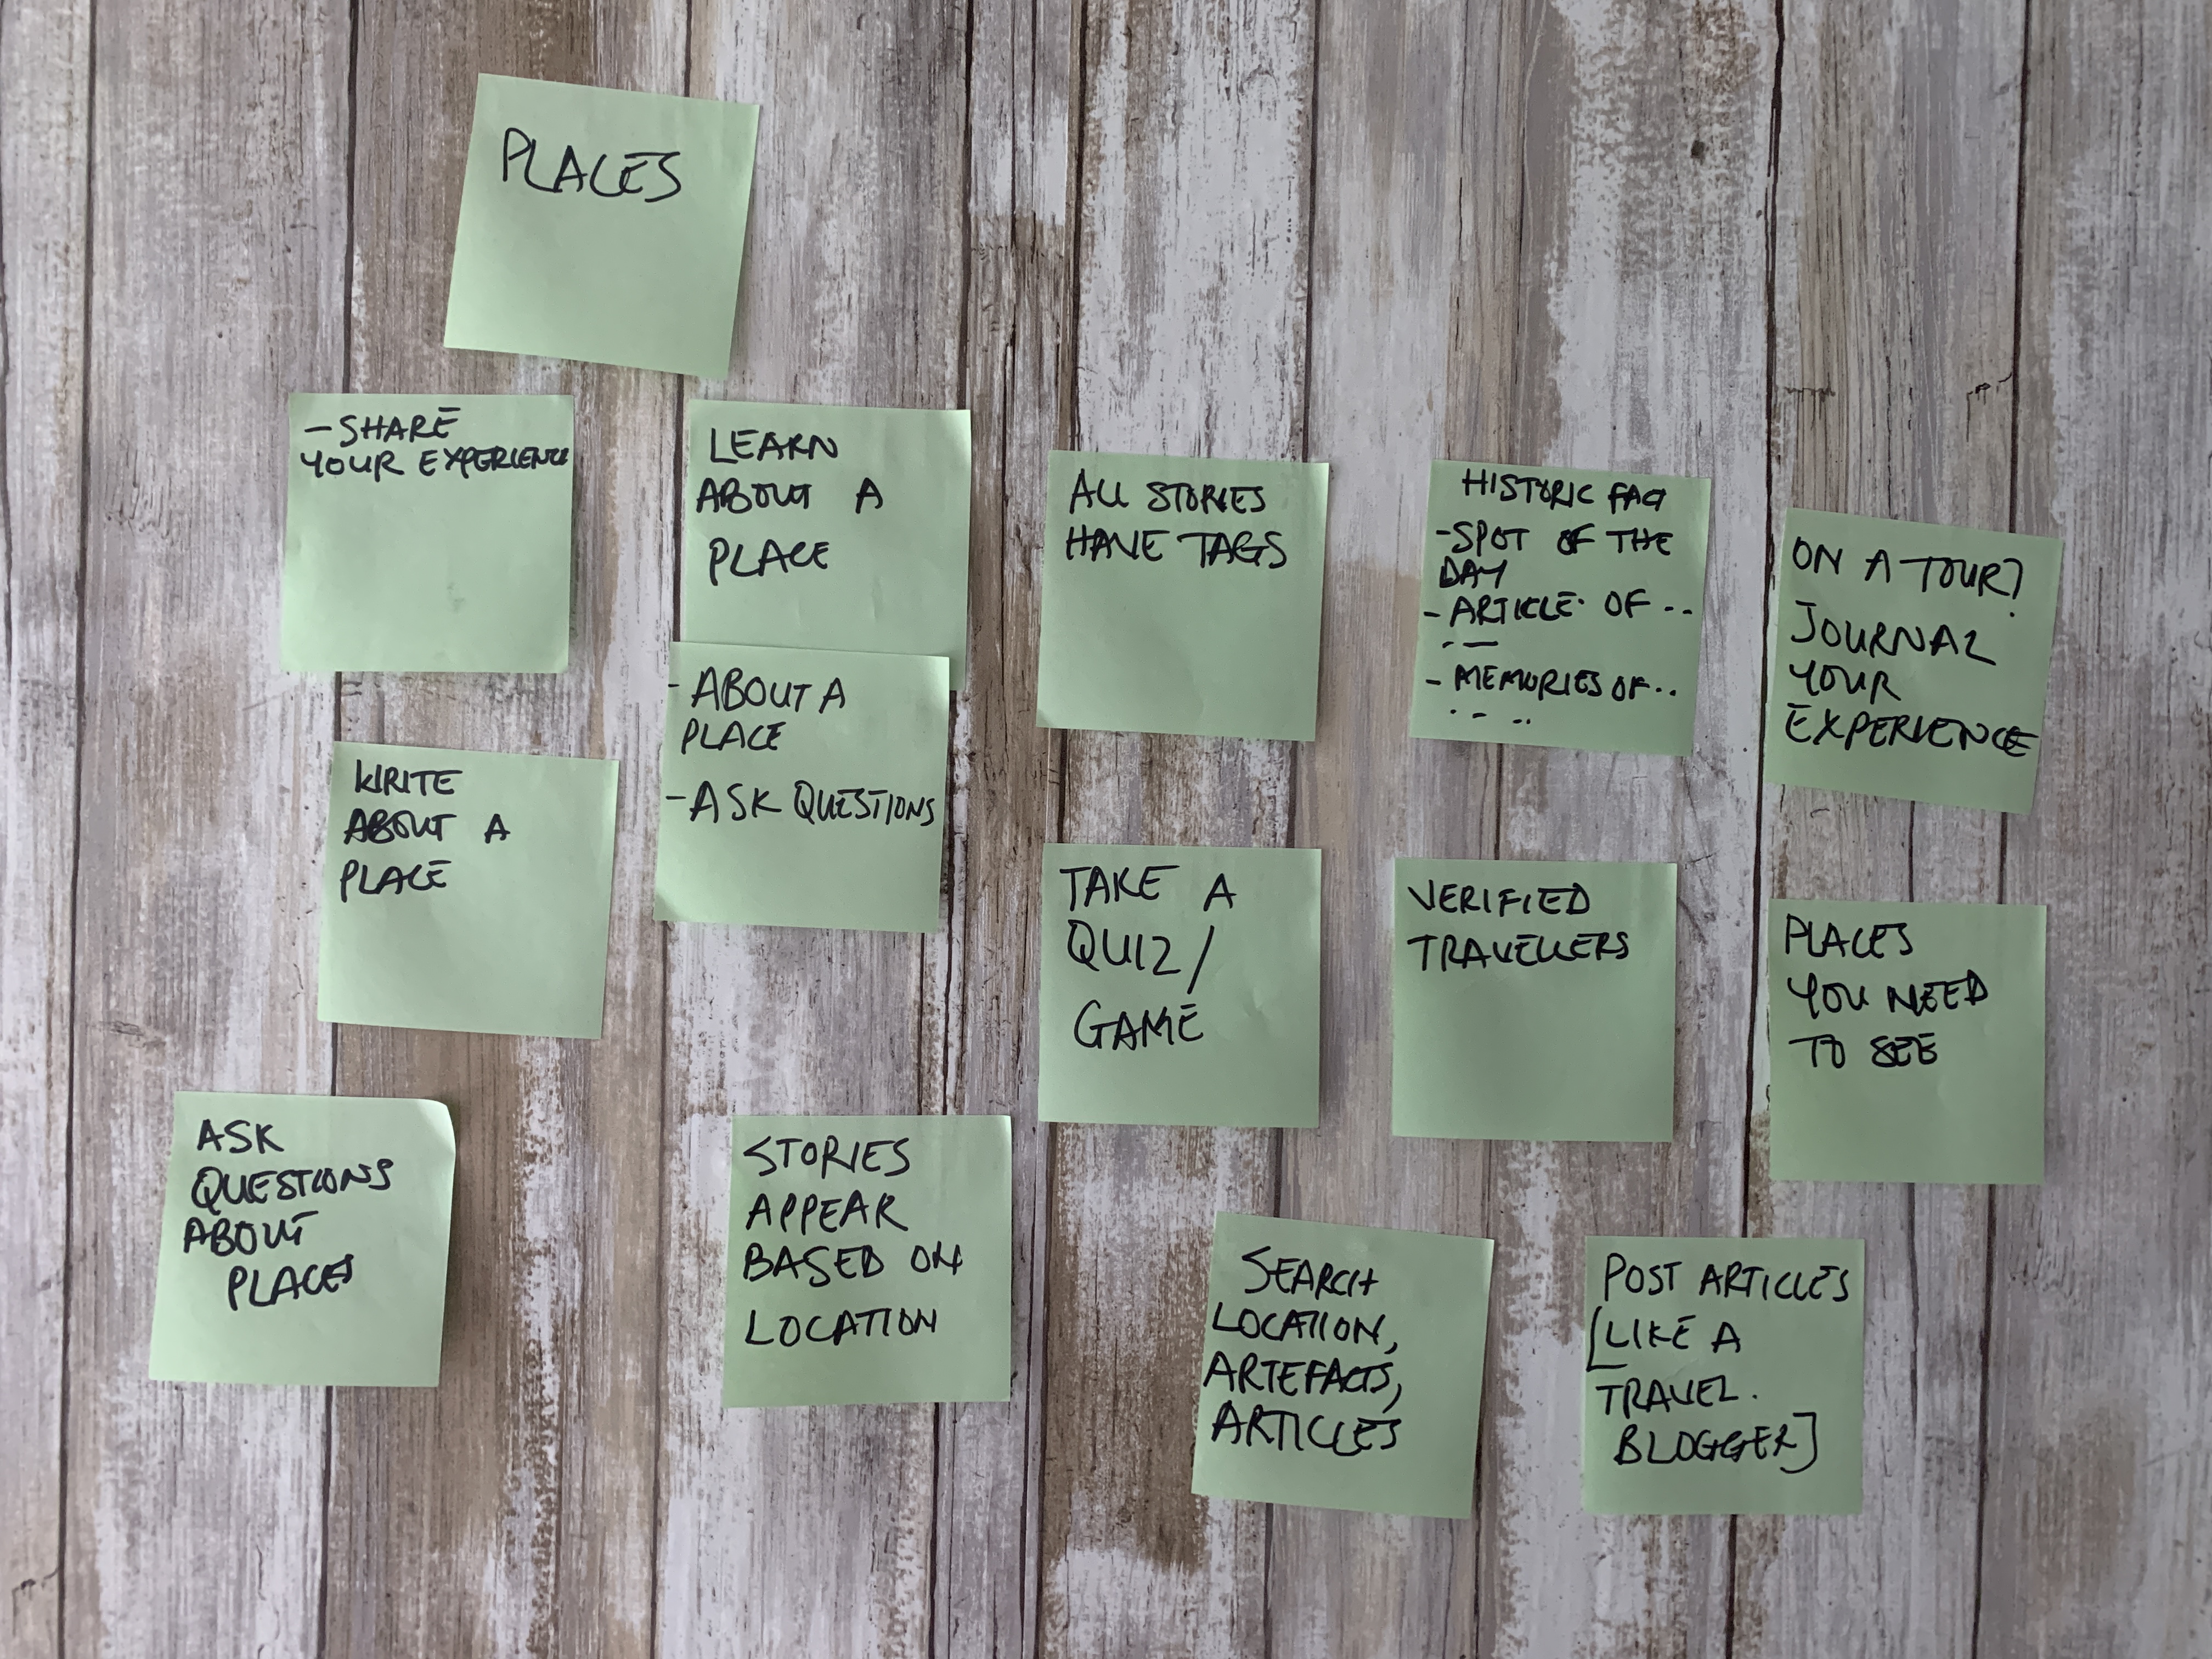 PLACES
- SHARE
YOUR EXPERIENCE
LEARN
ABOUT A
PLACE
ALL STORIES
HAVE TAGS
HISTORIC FACT
- SPOT OF THE
DAY
- ARTICLE OF ..
. - —
- MEMORIES OF ..
. - ..
ON A TOUR?
JOURNAL
YOUR
EXPERIENCE
- ABOUT A
PLACE
- ASK QUESTIONS
WRITE
ABOUT A
PLACE
TAKE A
QUIZ/
GAME
VERIFIED
TRAVELLERS
PLACES
YOU NEED
TO SEE
ASK
QUESTIONS
ABOUT
PLACES
STORIES
APPEAR
BASED ON
LOCATION
SEARCH
LOCATION,
ARTEFACTS,
ARTICLES
POST ARTICLES
[LIKE A
TRAVEL.
BLOGGER]